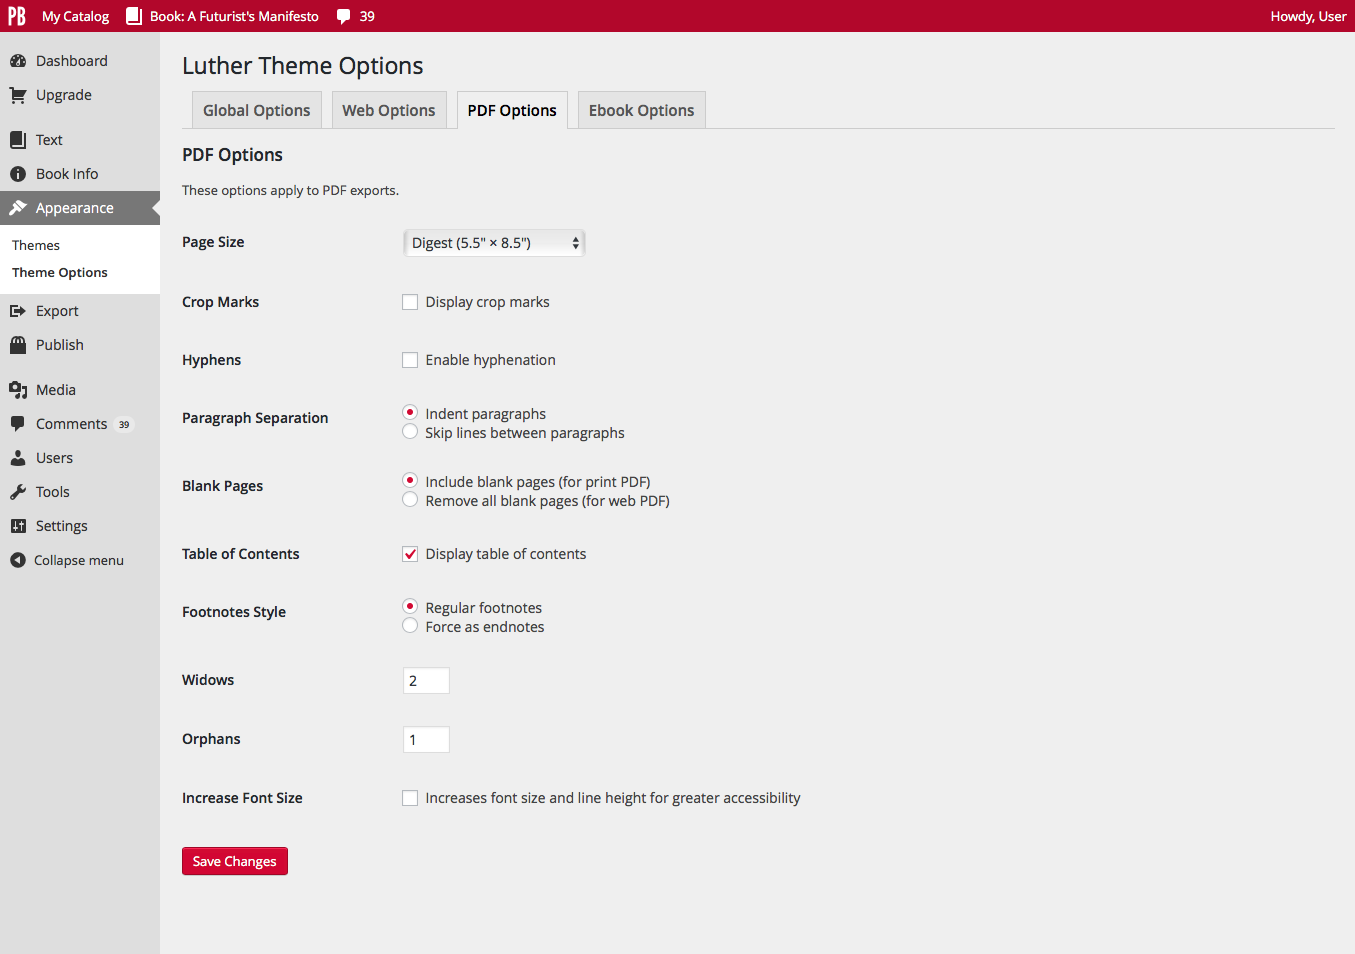 PB My Catalog Book: A Futurist's Manifesto 39 Howdy, User
Dashboard
Upgrade
Text
Book Info
Appearance
Themes
Theme Options
Export
Publish
Media
Comments 39
Users
Tools
Settings
Collapse menu
Luther Theme Options
Global Options Web Options PDF Options Ebook Options
PDF Options
These options apply to PDF exports.
Page Size Digest (5.5" × 8.5")
Crop Marks Display crop marks
Hyphens Enable hyphenation
Paragraph Separation Indent paragraphs
Skip lines between paragraphs
Blank Pages Include blank pages (for print PDF)
Remove all blank pages (for web PDF)
Table of Contents Display table of contents
Footnotes Style Regular footnotes
Force as endnotes
Widows 2
Orphans 1
Increase Font Size Increases font size and line height for greater accessibility
Save Changes